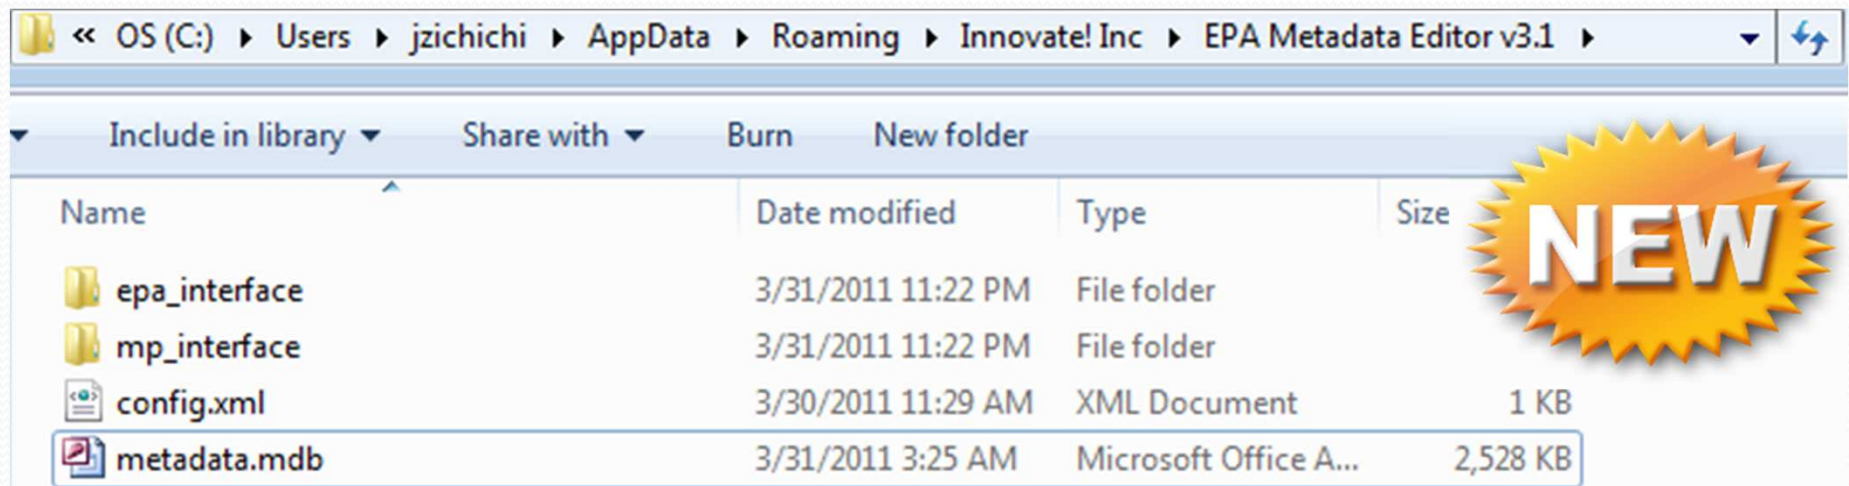 « OS (C:) ▸ Users ▸ jzichichi ▸ AppData ▸ Roaming ▸ Innovate! Inc ▸ EPA Metadata Editor v3.1 ▸
Include in library Share with Burn New folder
Name Date modified Type Size
NEW
epa_interface 3/31/2011 11:22 PM File folder
mp_interface 3/31/2011 11:22 PM File folder
config.xml 3/30/2011 11:29 AM XML Document 1 KB
metadata.mdb 3/31/2011 3:25 AM Microsoft Office A... 2,528 KB